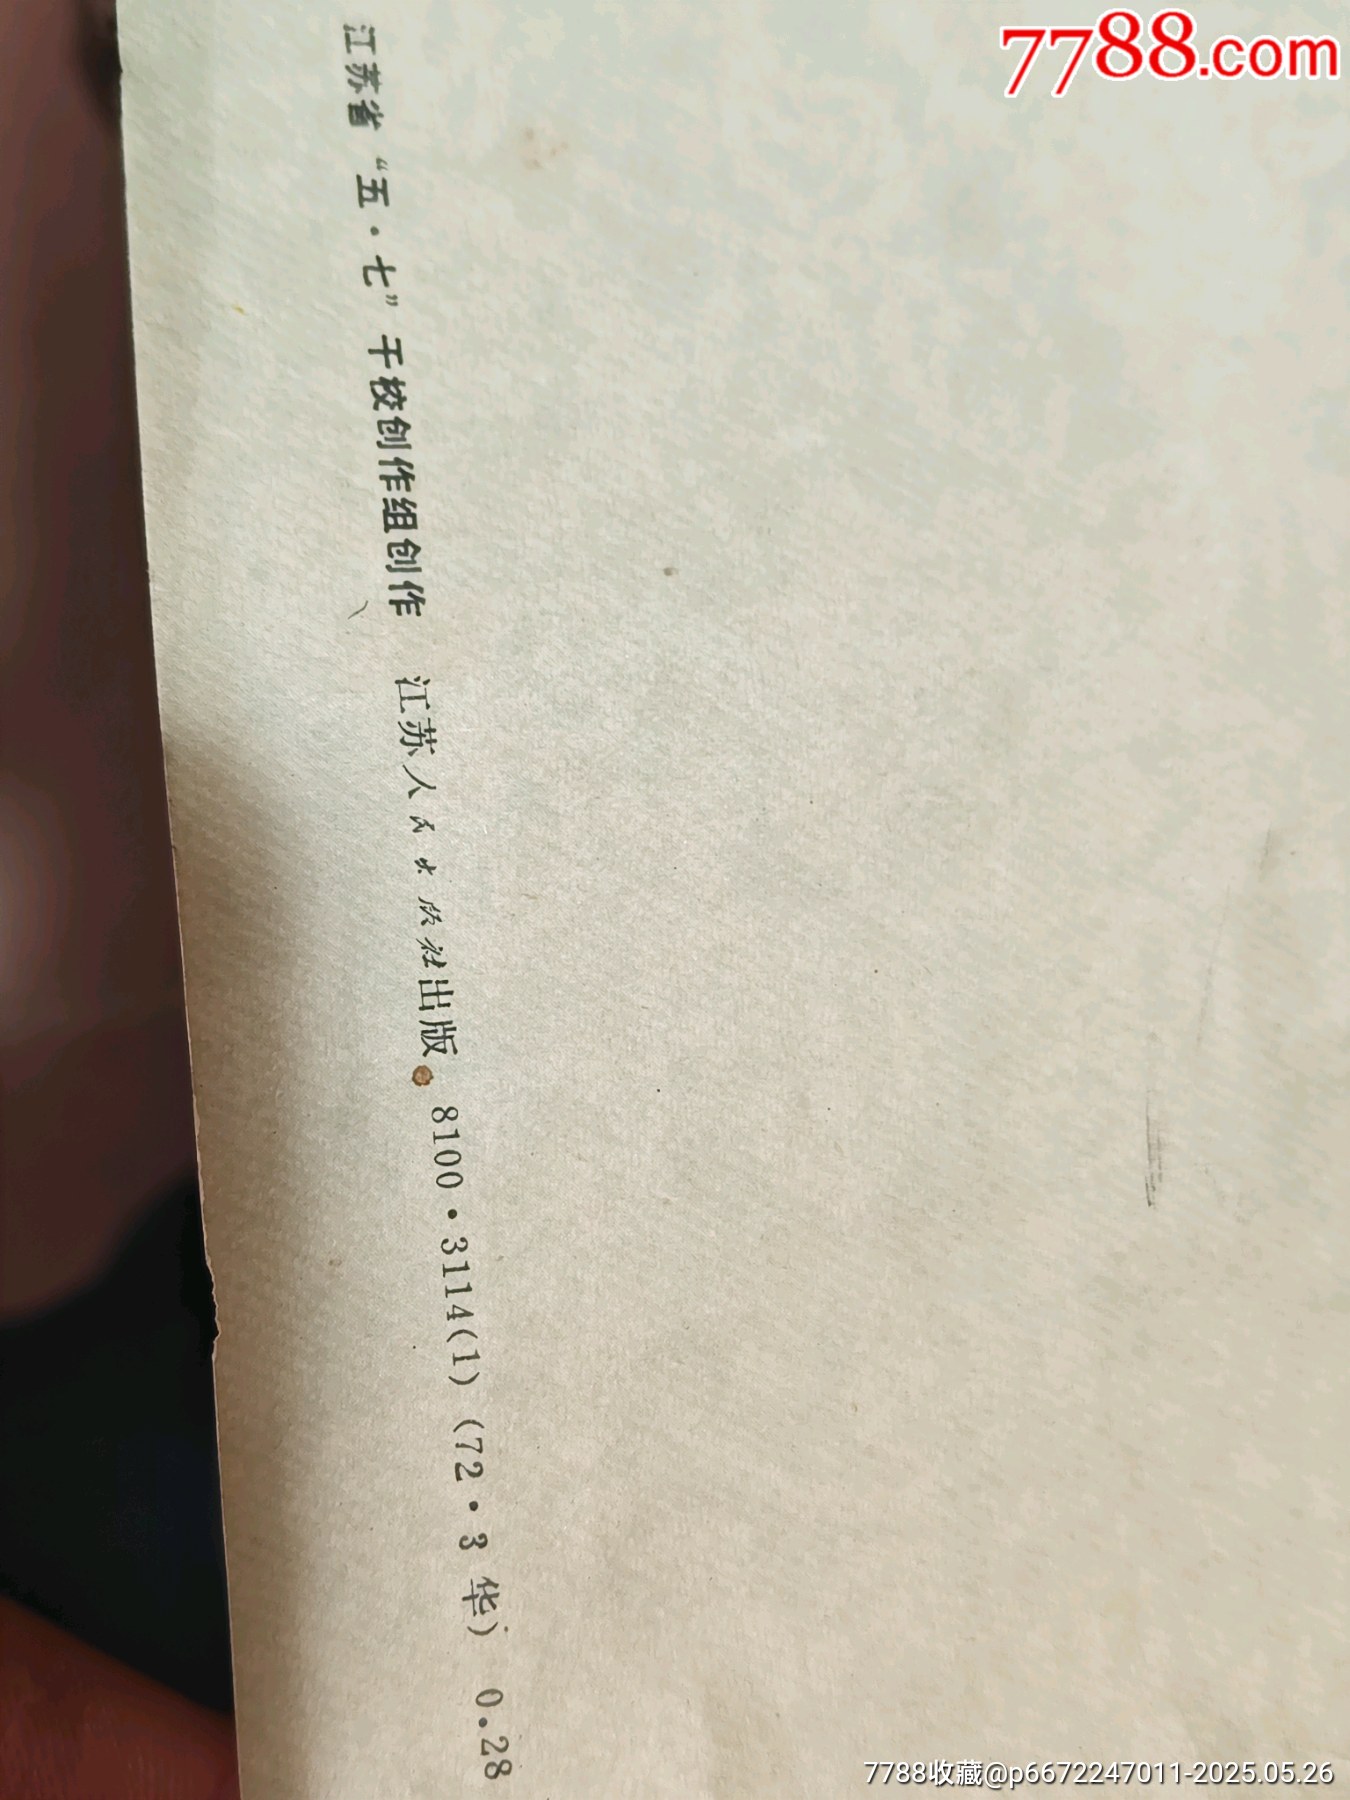 7788.com
江苏省“五·七”干校创作组创作 江苏人民出版社出版 8100·3114(1) (72·3 华) 0.28
7788收藏@p6672247011-2025.05.26